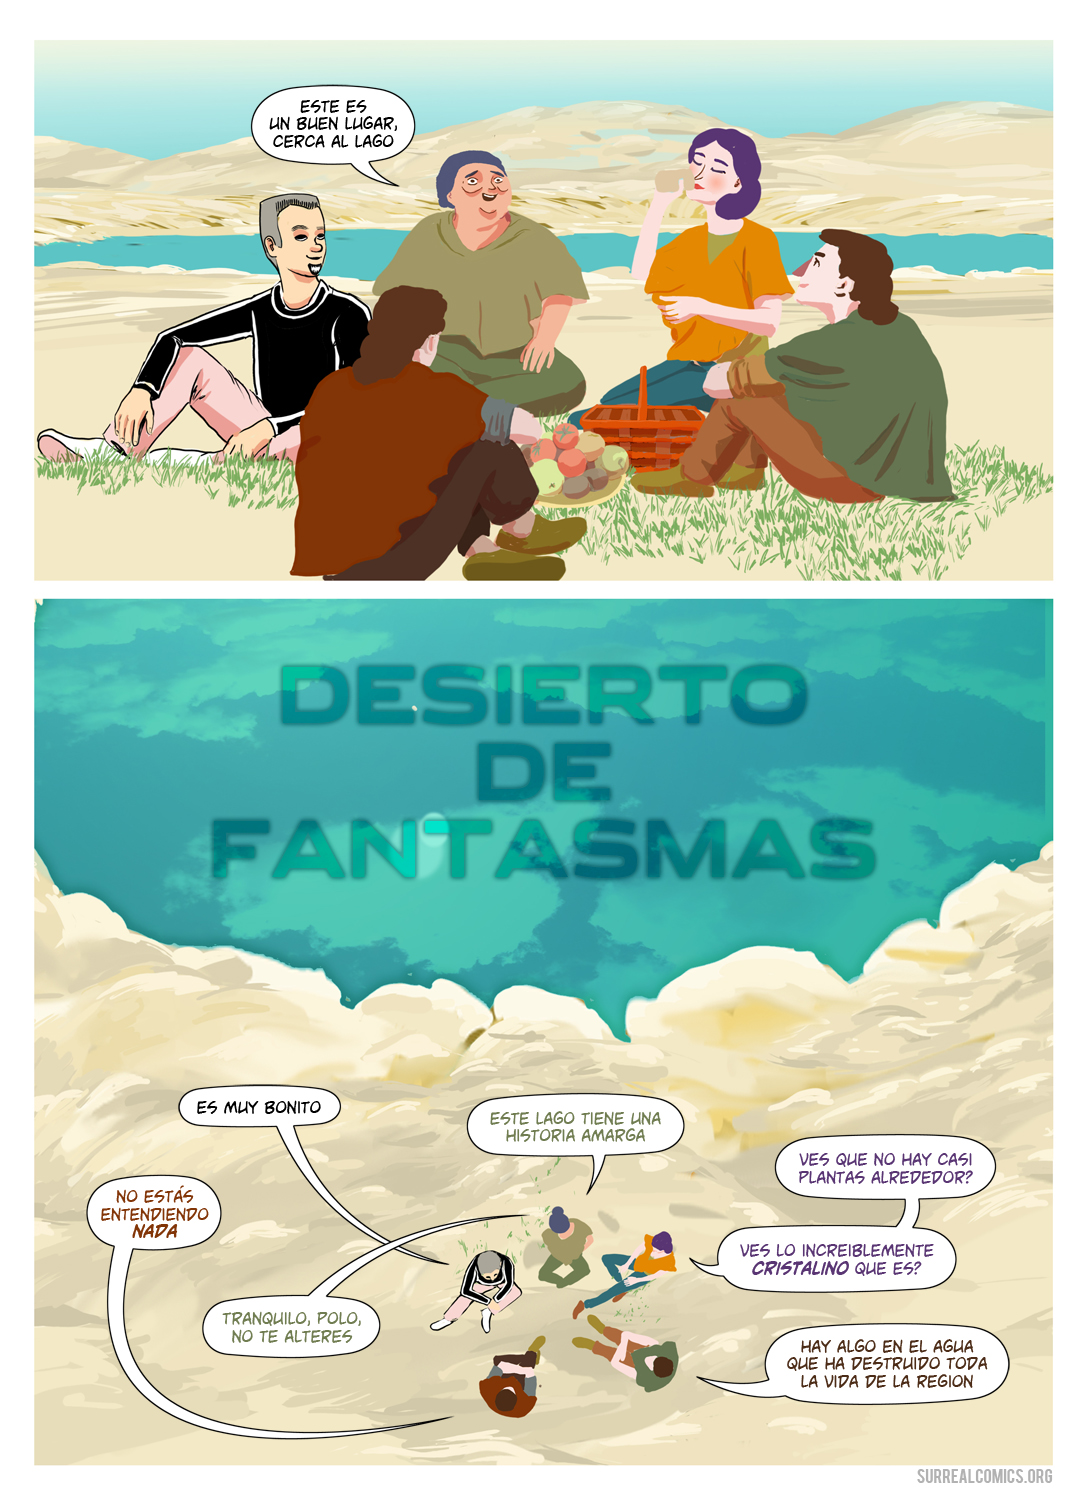 ESTE ES
UN BUEN LUGAR,
CERCA AL LAGO
DESIERTO
DE
FANTASMAS
ES MUY BONITO
ESTE LAGO TIENE UNA
HISTORIA AMARGA
VES QUE NO HAY CASI
PLANTAS ALREDEDOR?
NO ESTÁS
ENTENDIENDO
NADA
VES LO INCREIBLEMENTE
CRISTALINO QUE ES?
TRANQUILO, POLO,
NO TE ALTERES
HAY ALGO EN EL AGUA
QUE HA DESTRUIDO TODA
LA VIDA DE LA REGION
SURREALCOMICS.ORG